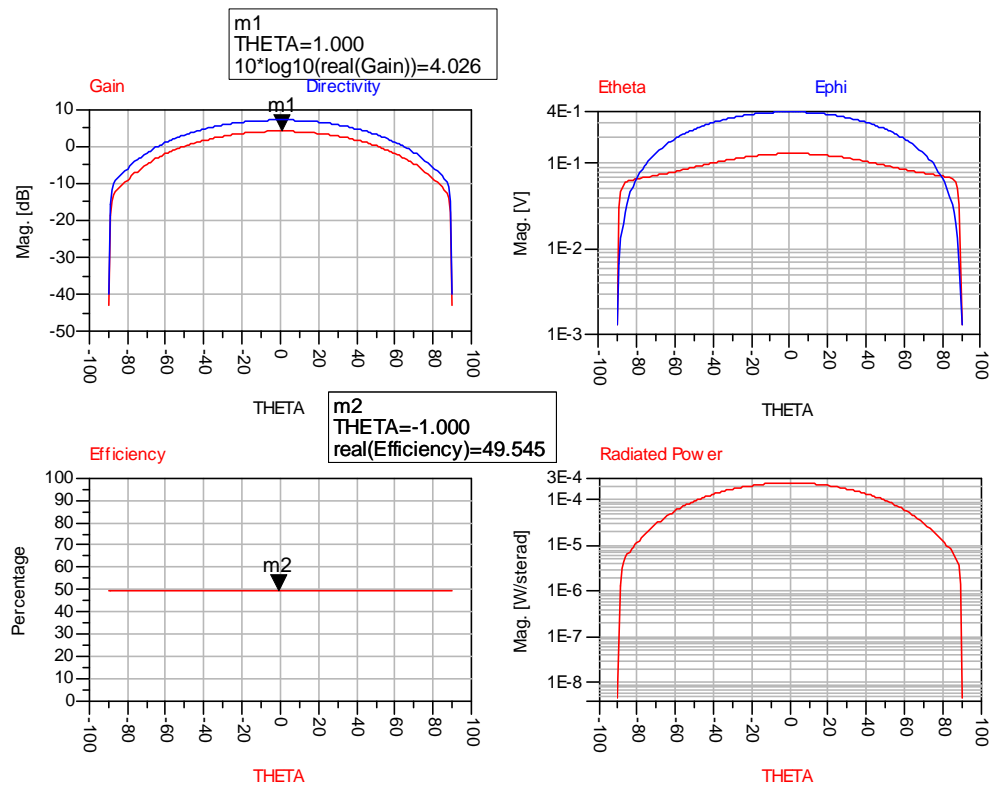 m1
THETA=1.000
10*log10(real(Gain))=4.026
Gain
Directivity
m1
10
0
-10
-20
-30
-40
-50
Mag. [dB]
-100
-80
-60
-40
-20
0
20
40
60
80
100
THETA
Etheta
Ephi
4E-1
1E-1
1E-2
1E-3
Mag. [V]
-100
-80
-60
-40
-20
0
20
40
60
80
100
THETA
m2
THETA=-1.000
real(Efficiency)=49.545
Efficiency
m2
100
90
80
70
60
50
40
30
20
10
0
Percentage
-100
-80
-60
-40
-20
0
20
40
60
80
100
THETA
Radiated Power
3E-4
1E-4
1E-5
1E-6
1E-7
1E-8
Mag. [W/sterad]
-100
-80
-60
-40
-20
0
20
40
60
80
100
THETA